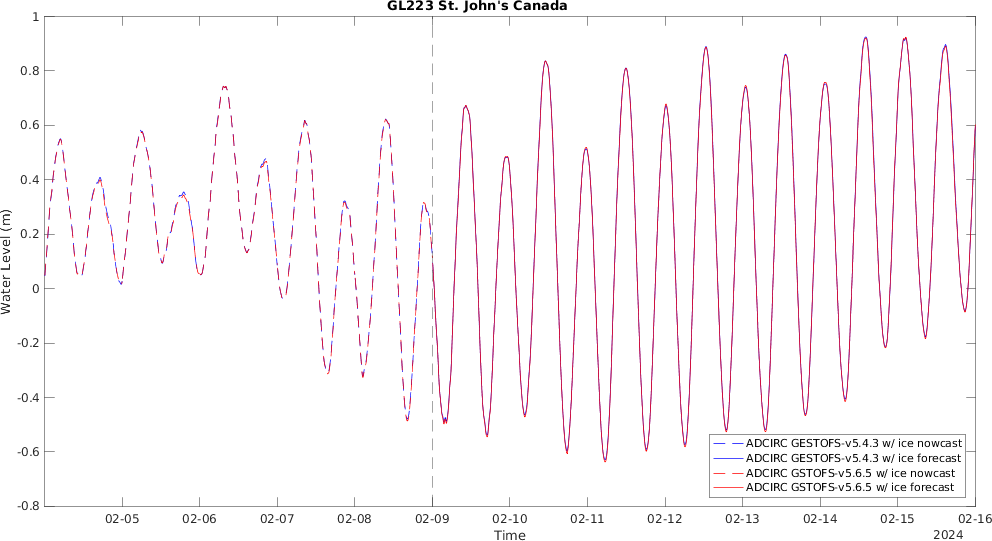 GL223 St. John's Canada
Water Level (m)
1
0.8
0.6
0.4
0.2
0
-0.2
-0.4
-0.6
-0.8
ADCIRC GESTOFS-v5.4.3 w/ ice nowcast
ADCIRC GESTOFS-v5.4.3 w/ ice forecast
ADCIRC GSTOFS-v5.6.5 w/ ice nowcast
ADCIRC GSTOFS-v5.6.5 w/ ice forecast
02-05 02-06 02-07 02-08 02-09 02-10 02-11 02-12 02-13 02-14 02-15 02-16
Time
2024